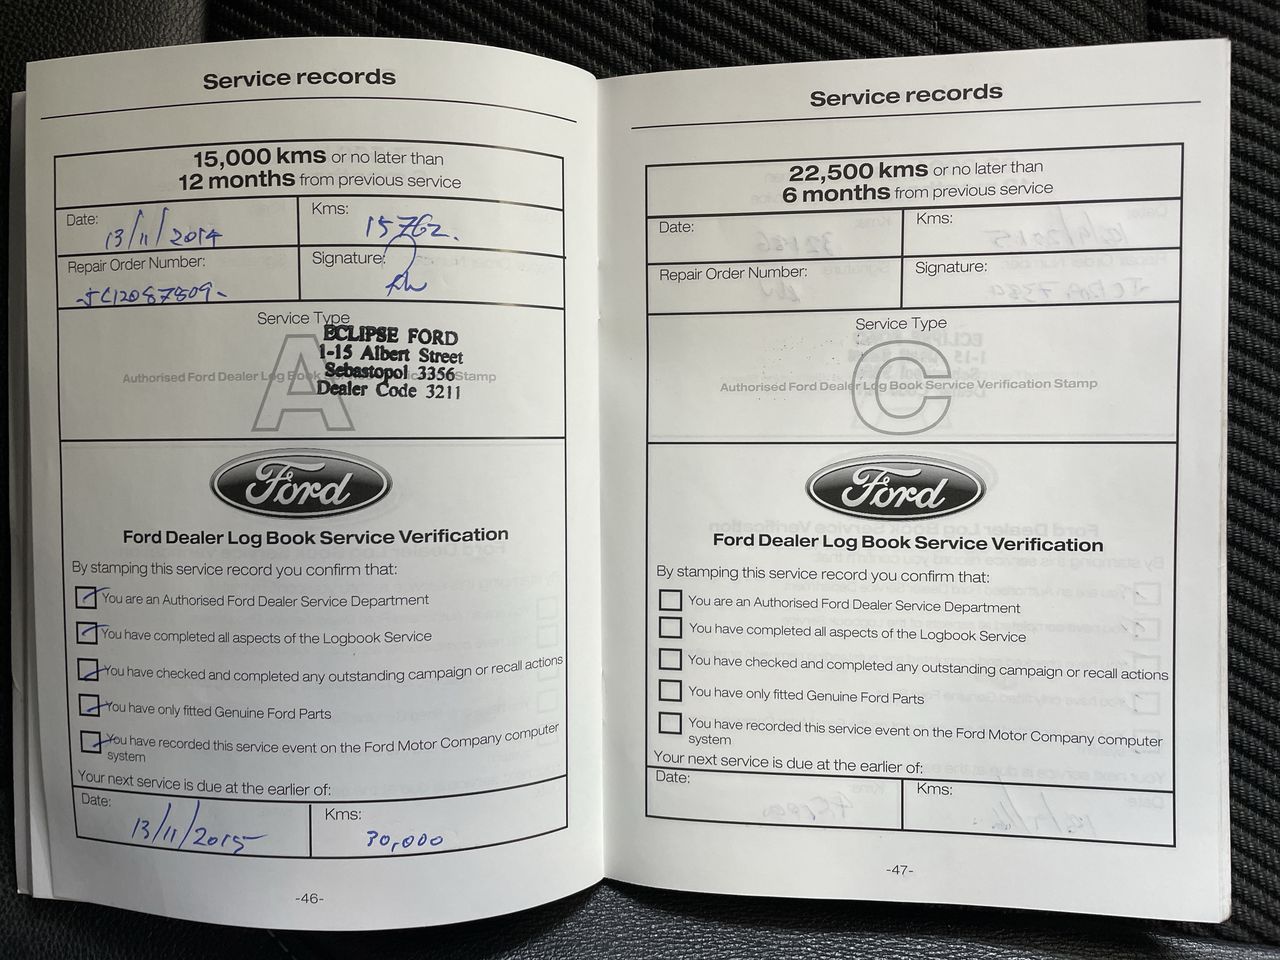 Service records
15,000 kms or no later than
12 months from previous service
Date:
13/11/2014
Kms:
15762.
Repair Order Number:
Signature:
Service Type
A
Authorised Ford Dealer Log Book Stamp
ECLIPSE FORD
1-15 Albert Street
Sebastopol 3356
Dealer Code 3211
Ford
Ford Dealer Log Book Service Verification
By stamping this service record you confirm that:
You are an Authorised Ford Dealer Service Department
You have completed all aspects of the Logbook Service
You have checked and completed any outstanding campaign or recall actions
You have only fitted Genuine Ford Parts
You have recorded this service event on the Ford Motor Company computer
system
Your next service is due at the earlier of:
Date:
13/11/2015
Kms:
30,000
-46-
Service records
22,500 kms or no later than
6 months from previous service
Date:
Kms:
Repair Order Number:
Signature:
Service Type
C
Authorised Ford Dealer Log Book Service Verification Stamp
Ford
Ford Dealer Log Book Service Verification
By stamping this service record you confirm that:
You are an Authorised Ford Dealer Service Department
You have completed all aspects of the Logbook Service
You have checked and completed any outstanding campaign or recall actions
You have only fitted Genuine Ford Parts
You have recorded this service event on the Ford Motor Company computer
system
Your next service is due at the earlier of:
Date:
Kms:
-47-